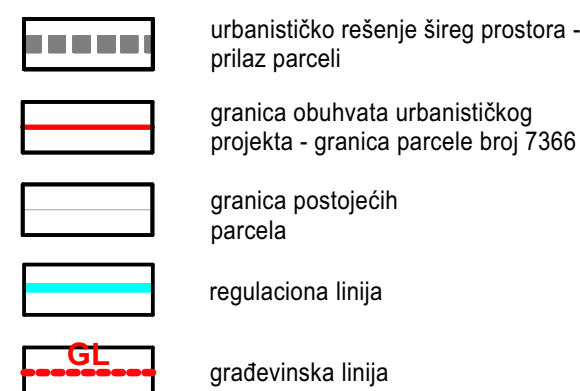 urbanističko rešenje šireg prostora -
prilaz parceli
granica obuhvata urbanističkog
projekta - granica parcele broj 7366
granica postojećih
parcela
regulaciona linija
GL
građevinska linija